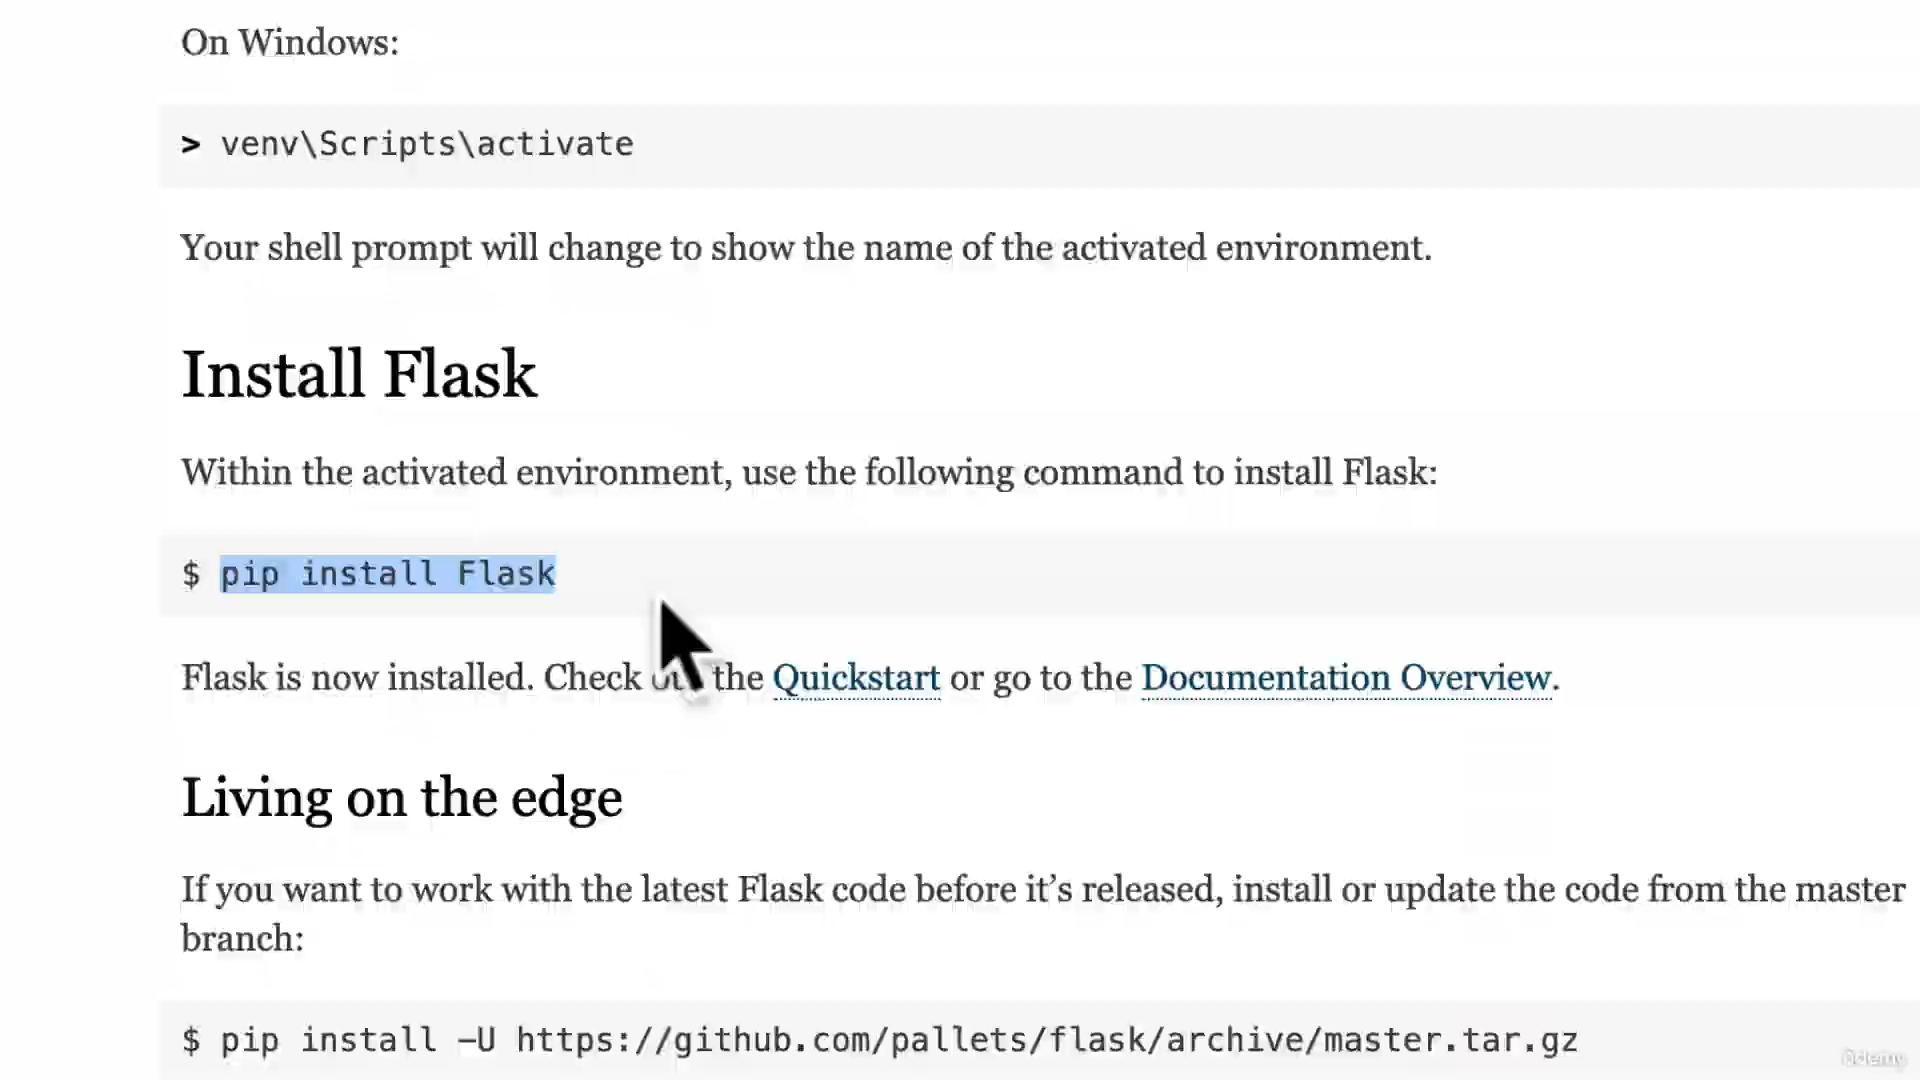 On Windows:
> venv\Scripts\activate
Your shell prompt will change to show the name of the activated environment.
Install Flask
Within the activated environment, use the following command to install Flask:
$ pip install Flask
Flask is now installed. Check the Quickstart or go to the Documentation Overview.
Living on the edge
If you want to work with the latest Flask code before it’s released, install or update the code from the master
branch:
$ pip install -U https://github.com/pallets/flask/archive/master.tar.gz
ûdemy